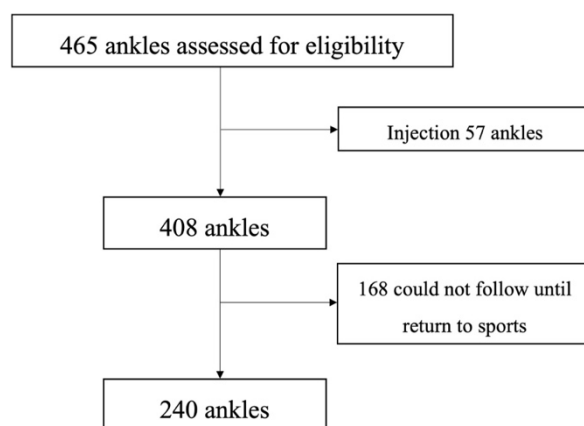 465 ankles assessed for eligibility
Injection 57 ankles
408 ankles
168 could not follow until
return to sports
240 ankles